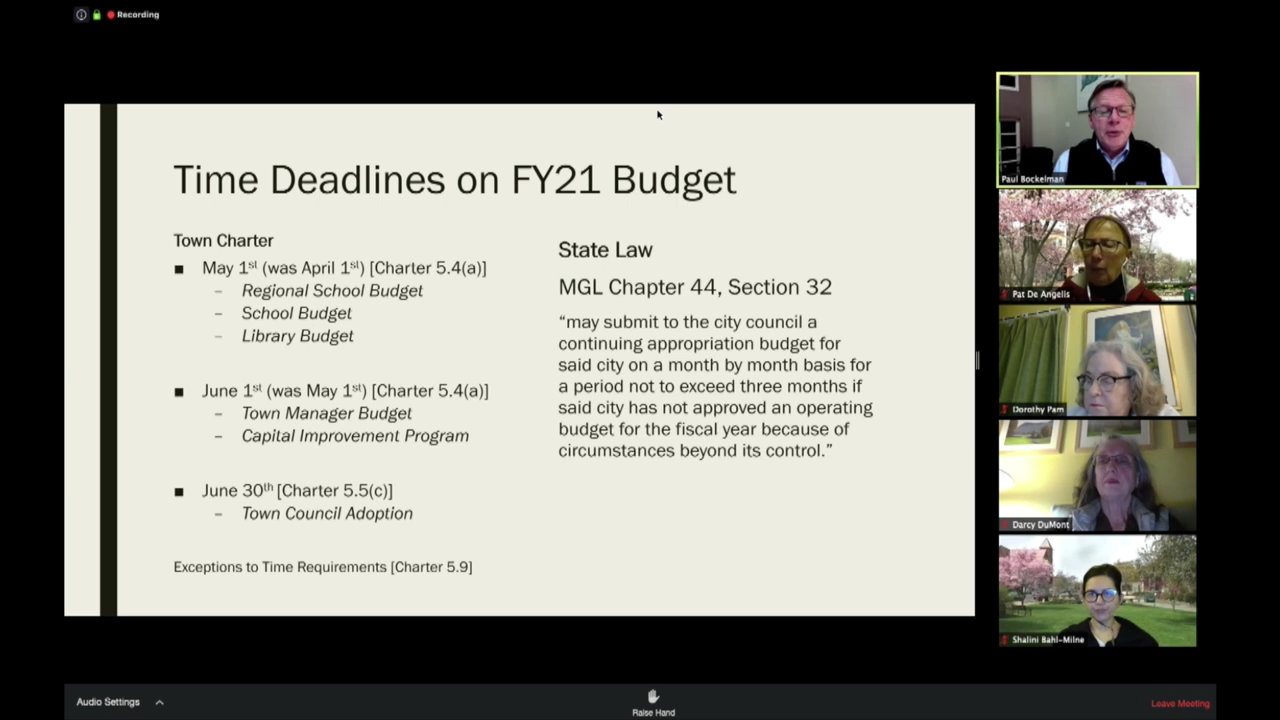 Recording
Time Deadlines on FY21 Budget
Town Charter
■ May 1st (was April 1st) [Charter 5.4(a)]
– Regional School Budget
– School Budget
– Library Budget
■ June 1st (was May 1st) [Charter 5.4(a)]
– Town Manager Budget
– Capital Improvement Program
■ June 30th [Charter 5.5(c)]
– Town Council Adoption
Exceptions to Time Requirements [Charter 5.9]
State Law
MGL Chapter 44, Section 32
“may submit to the city council a
continuing appropriation budget for
said city on a month by month basis for
a period not to exceed three months if
said city has not approved an operating
budget for the fiscal year because of
circumstances beyond its control.”
Paul Bockelman
Pat De Angelis
Dorothy Pam
Darcy DuMont
Shalini Bahl-Milne
Audio Settings
Raise Hand
Leave Meeting